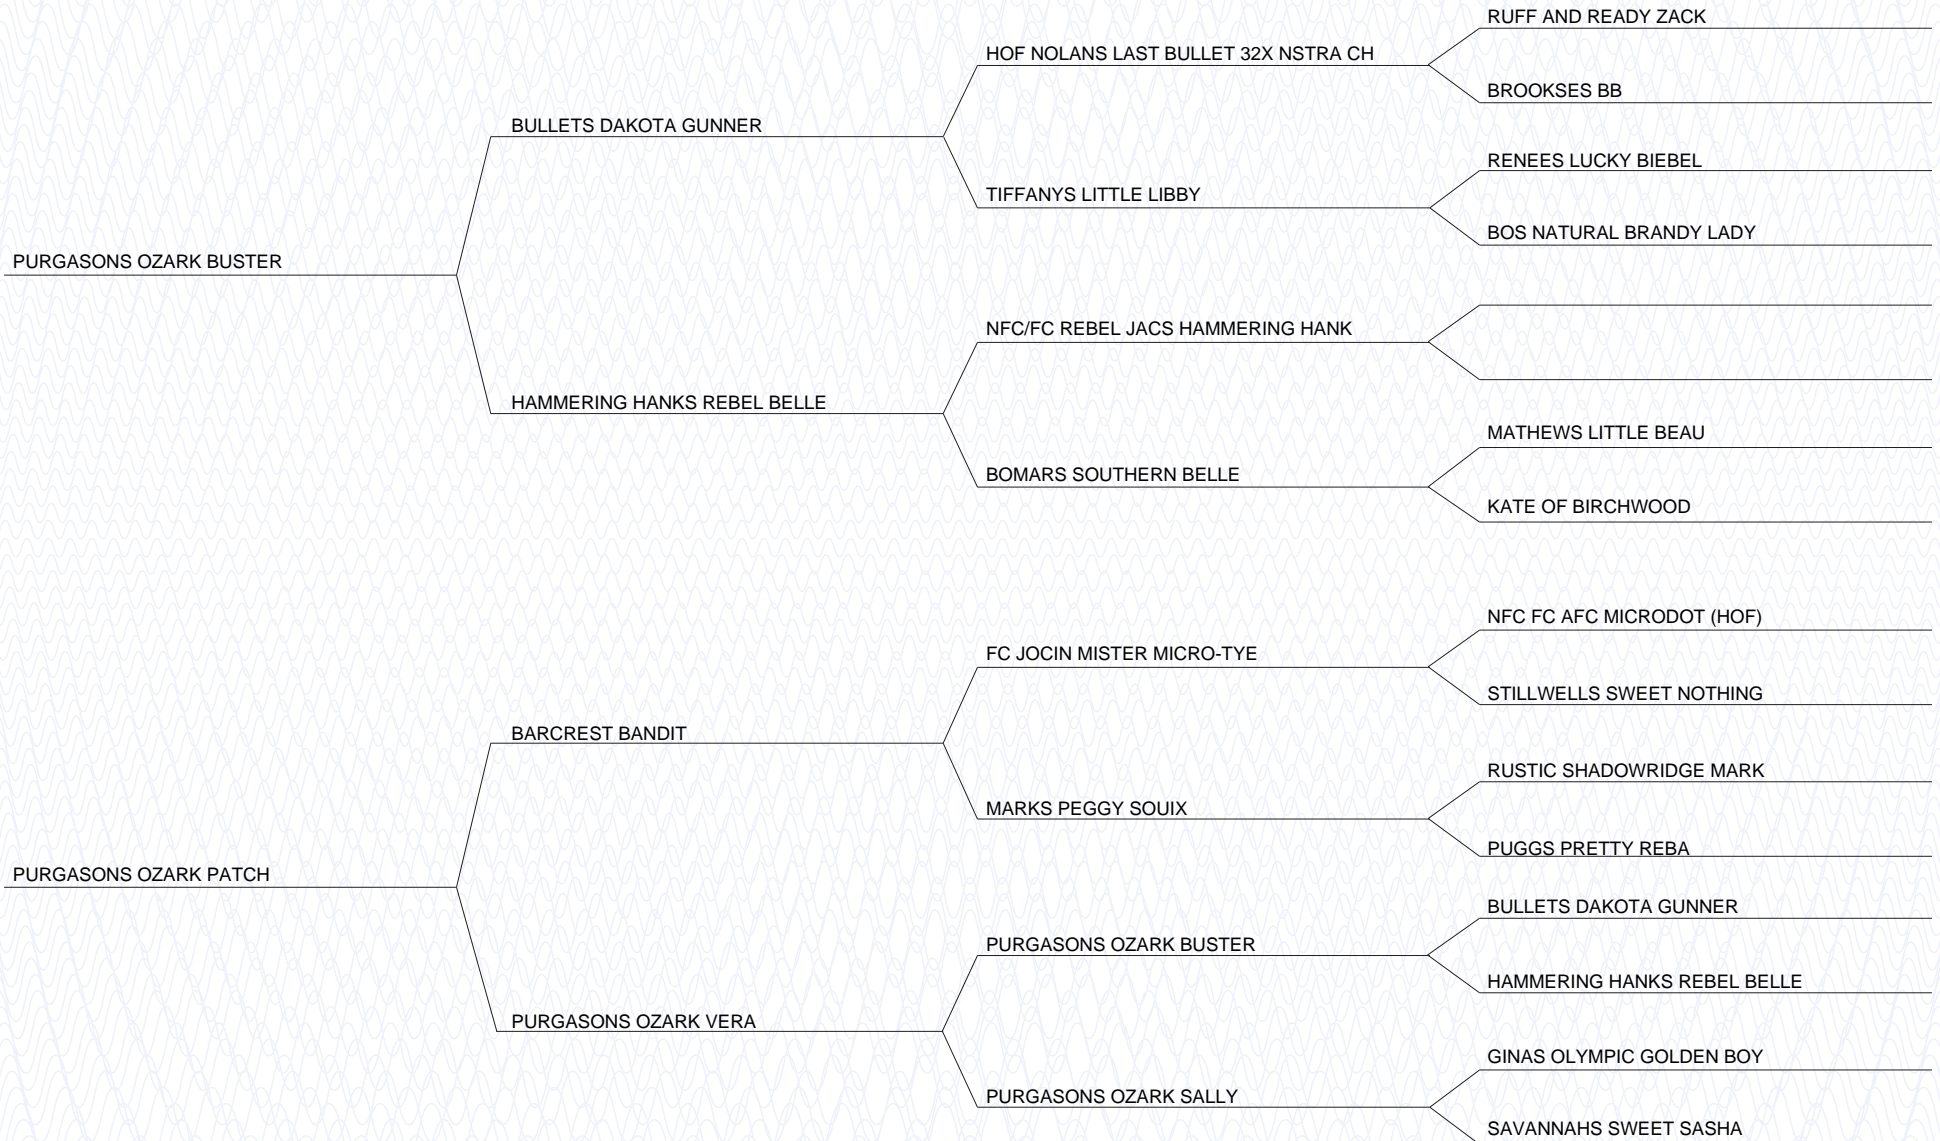 RUFF AND READY ZACK
HOF NOLANS LAST BULLET 32X NSTRA CH
BROOKSES BB
BULLETS DAKOTA GUNNER
RENEES LUCKY BIEBEL
TIFFANYS LITTLE LIBBY
BOS NATURAL BRANDY LADY
PURGASONS OZARK BUSTER
NFC/FC REBEL JACS HAMMERING HANK
HAMMERING HANKS REBEL BELLE
MATHEWS LITTLE BEAU
BOMARS SOUTHERN BELLE
KATE OF BIRCHWOOD
NFC FC AFC MICRODOT (HOF)
FC JOCIN MISTER MICRO-TYE
STILLWELLS SWEET NOTHING
BARCREST BANDIT
RUSTIC SHADOWRIDGE MARK
MARKS PEGGY SOUIX
PUGGS PRETTY REBA
PURGASONS OZARK PATCH
BULLETS DAKOTA GUNNER
PURGASONS OZARK BUSTER
HAMMERING HANKS REBEL BELLE
PURGASONS OZARK VERA
GINAS OLYMPIC GOLDEN BOY
PURGASONS OZARK SALLY
SAVANNAHS SWEET SASHA